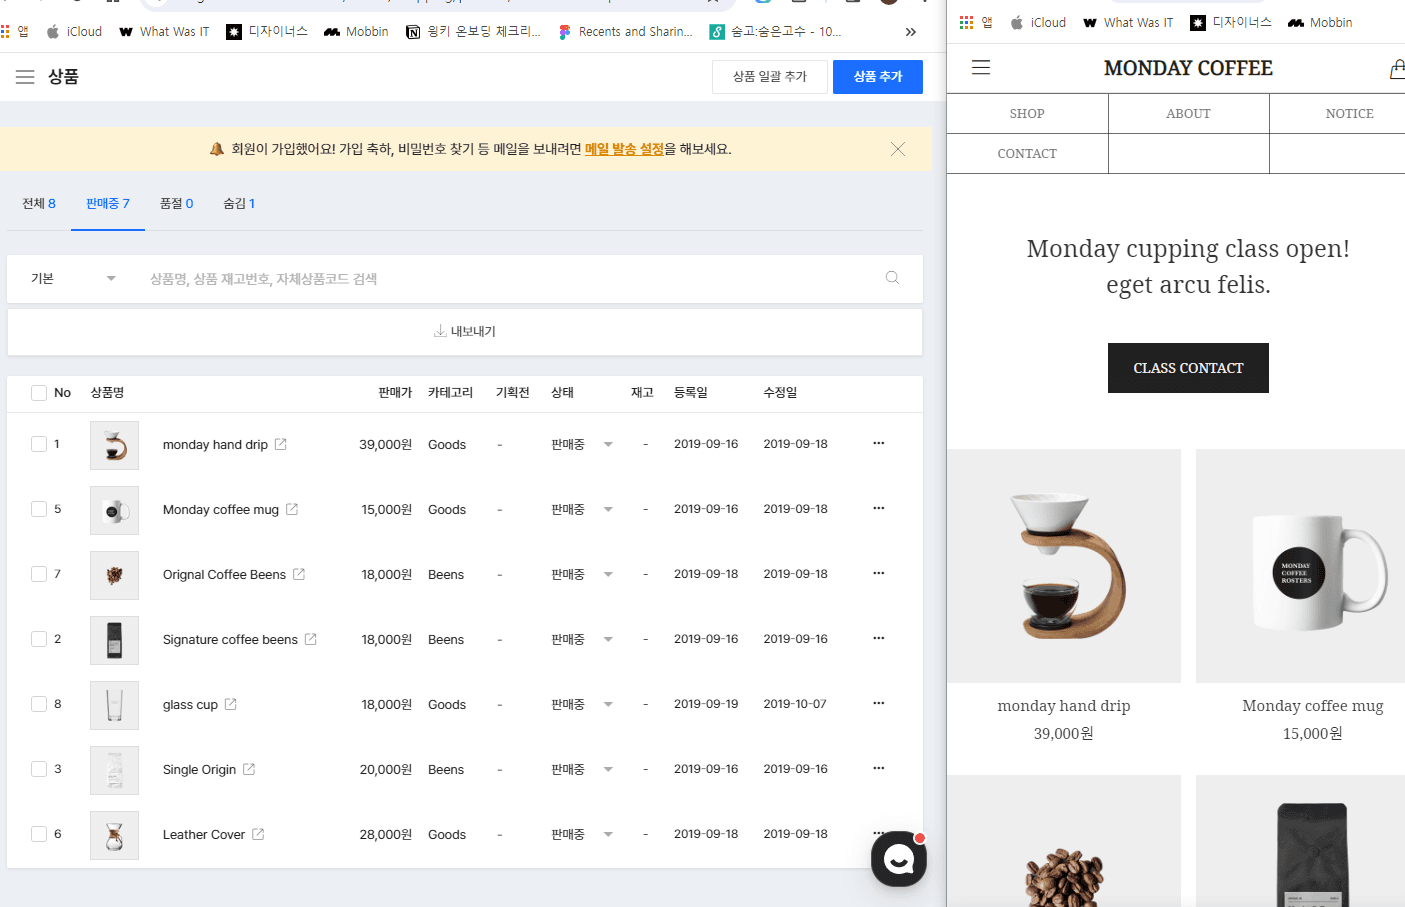 앱
iCloud
What Was IT
디자이너스
Mobbin
윙키 온보딩 체크리...
Recents and Sharin...
숨고:숨은고수 - 10...
»
상품
상품 일괄 추가
상품 추가
회원이 가입했어요! 가입 축하, 비밀번호 찾기 등 메일을 보내려면 메일 발송 설정을 해보세요.
전체 8
판매중 7
품절 0
숨김 1
기본
상품명, 상품 재고번호, 자체상품코드 검색
내보내기
No 상품명 판매가 카테고리 기획전 상태 재고 등록일 수정일
1 monday hand drip 39,000원 Goods - 판매중 - 2019-09-16 2019-09-18
5 Monday coffee mug 15,000원 Goods - 판매중 - 2019-09-16 2019-09-18
7 Orignal Coffee Beens 18,000원 Beens - 판매중 - 2019-09-18 2019-09-18
2 Signature coffee beens 18,000원 Beens - 판매중 - 2019-09-16 2019-09-16
8 glass cup 18,000원 Goods - 판매중 - 2019-09-19 2019-10-07
3 Single Origin 20,000원 Beens - 판매중 - 2019-09-16 2019-09-16
6 Leather Cover 28,000원 Goods - 판매중 - 2019-09-18 2019-09-18
앱
iCloud
What Was IT
디자이너스
Mobbin
MONDAY COFFEE
SHOP
ABOUT
NOTICE
CONTACT
Monday cupping class open!
eget arcu felis.
CLASS CONTACT
MONDAY
COFFEE
ROSTERS
monday hand drip
39,000원
Monday coffee mug
15,000원